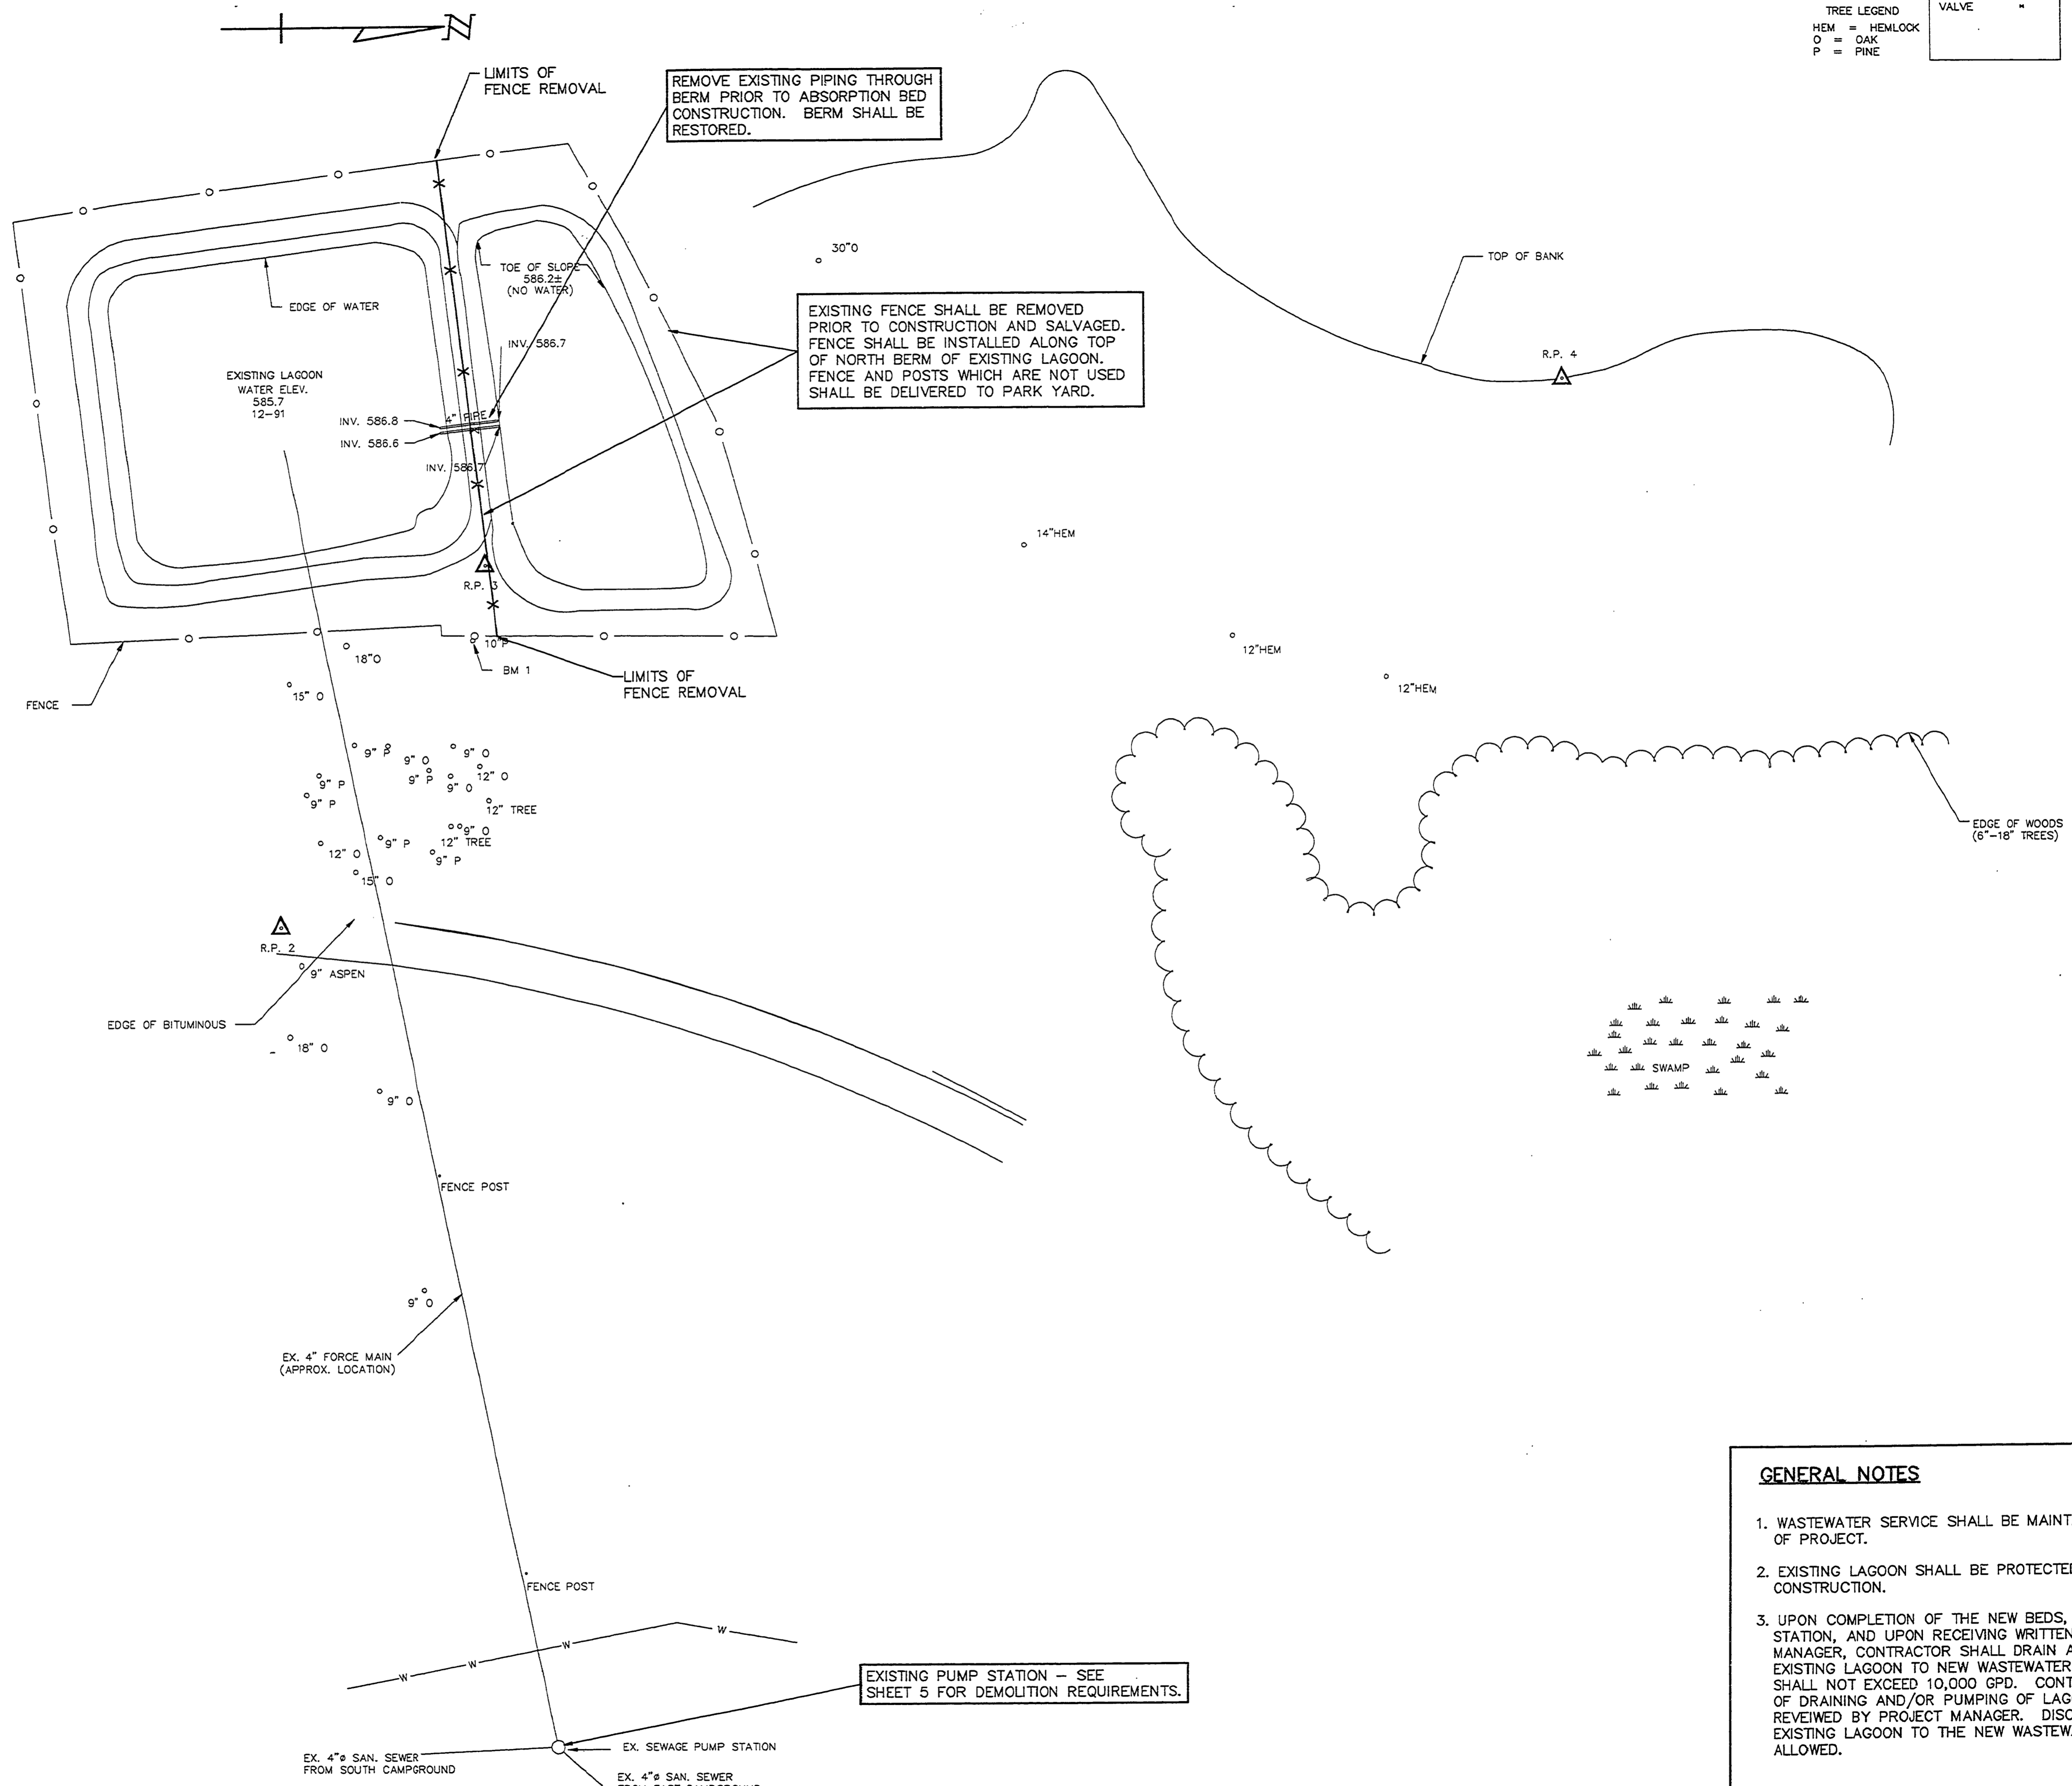 N
TREE LEGEND
HEM = HEMLOCK
O = OAK
P = PINE
VALVE
LIMITS OF
FENCE REMOVAL
REMOVE EXISTING PIPING THROUGH
BERM PRIOR TO ABSORPTION BED
CONSTRUCTION. BERM SHALL BE
RESTORED.
30"O
TOP OF BANK
TOE OF SLOPE
586.2±
(NO WATER)
EDGE OF WATER
EXISTING FENCE SHALL BE REMOVED
PRIOR TO CONSTRUCTION AND SALVAGED.
FENCE SHALL BE INSTALLED ALONG TOP
OF NORTH BERM OF EXISTING LAGOON.
FENCE AND POSTS WHICH ARE NOT USED
SHALL BE DELIVERED TO PARK YARD.
INV. 586.7
R.P. 4
EXISTING LAGOON
WATER ELEV.
585.7
12-91
4" PIPE
INV. 586.8
INV. 586.6
INV. 586.7
14"HEM
R.P. 3
10"P
BM 1
12"HEM
18"O
LIMITS OF
FENCE REMOVAL
12"HEM
15" O
FENCE
9" P
9" O
9" O
9" P
9" P
9" O
12" O
9" P
12" TREE
9" O
12" TREE
9" P
12" O
9" P
15" O
EDGE OF WOODS
(6"-18" TREES)
R.P. 2
9" ASPEN
EDGE OF BITUMINOUS
18" O
SWAMP
9" O
FENCE POST
9" O
EX. 4" FORCE MAIN
(APPROX. LOCATION)
FENCE POST
W
W
W
W
EXISTING PUMP STATION - SEE
SHEET 5 FOR DEMOLITION REQUIREMENTS.
EX. SEWAGE PUMP STATION
EX. 4"ø SAN. SEWER
FROM SOUTH CAMPGROUND
EX. 4"ø SAN. SEWER
GENERAL NOTES
1. WASTEWATER SERVICE SHALL BE MAINT
OF PROJECT.
2. EXISTING LAGOON SHALL BE PROTECTE
CONSTRUCTION.
3. UPON COMPLETION OF THE NEW BEDS,
STATION, AND UPON RECEIVING WRITTEN
MANAGER, CONTRACTOR SHALL DRAIN A
EXISTING LAGOON TO NEW WASTEWATER
SHALL NOT EXCEED 10,000 GPD. CONT
OF DRAINING AND/OR PUMPING OF LAG
REVEIWED BY PROJECT MANAGER. DISC
EXISTING LAGOON TO THE NEW WASTEW
ALLOWED.